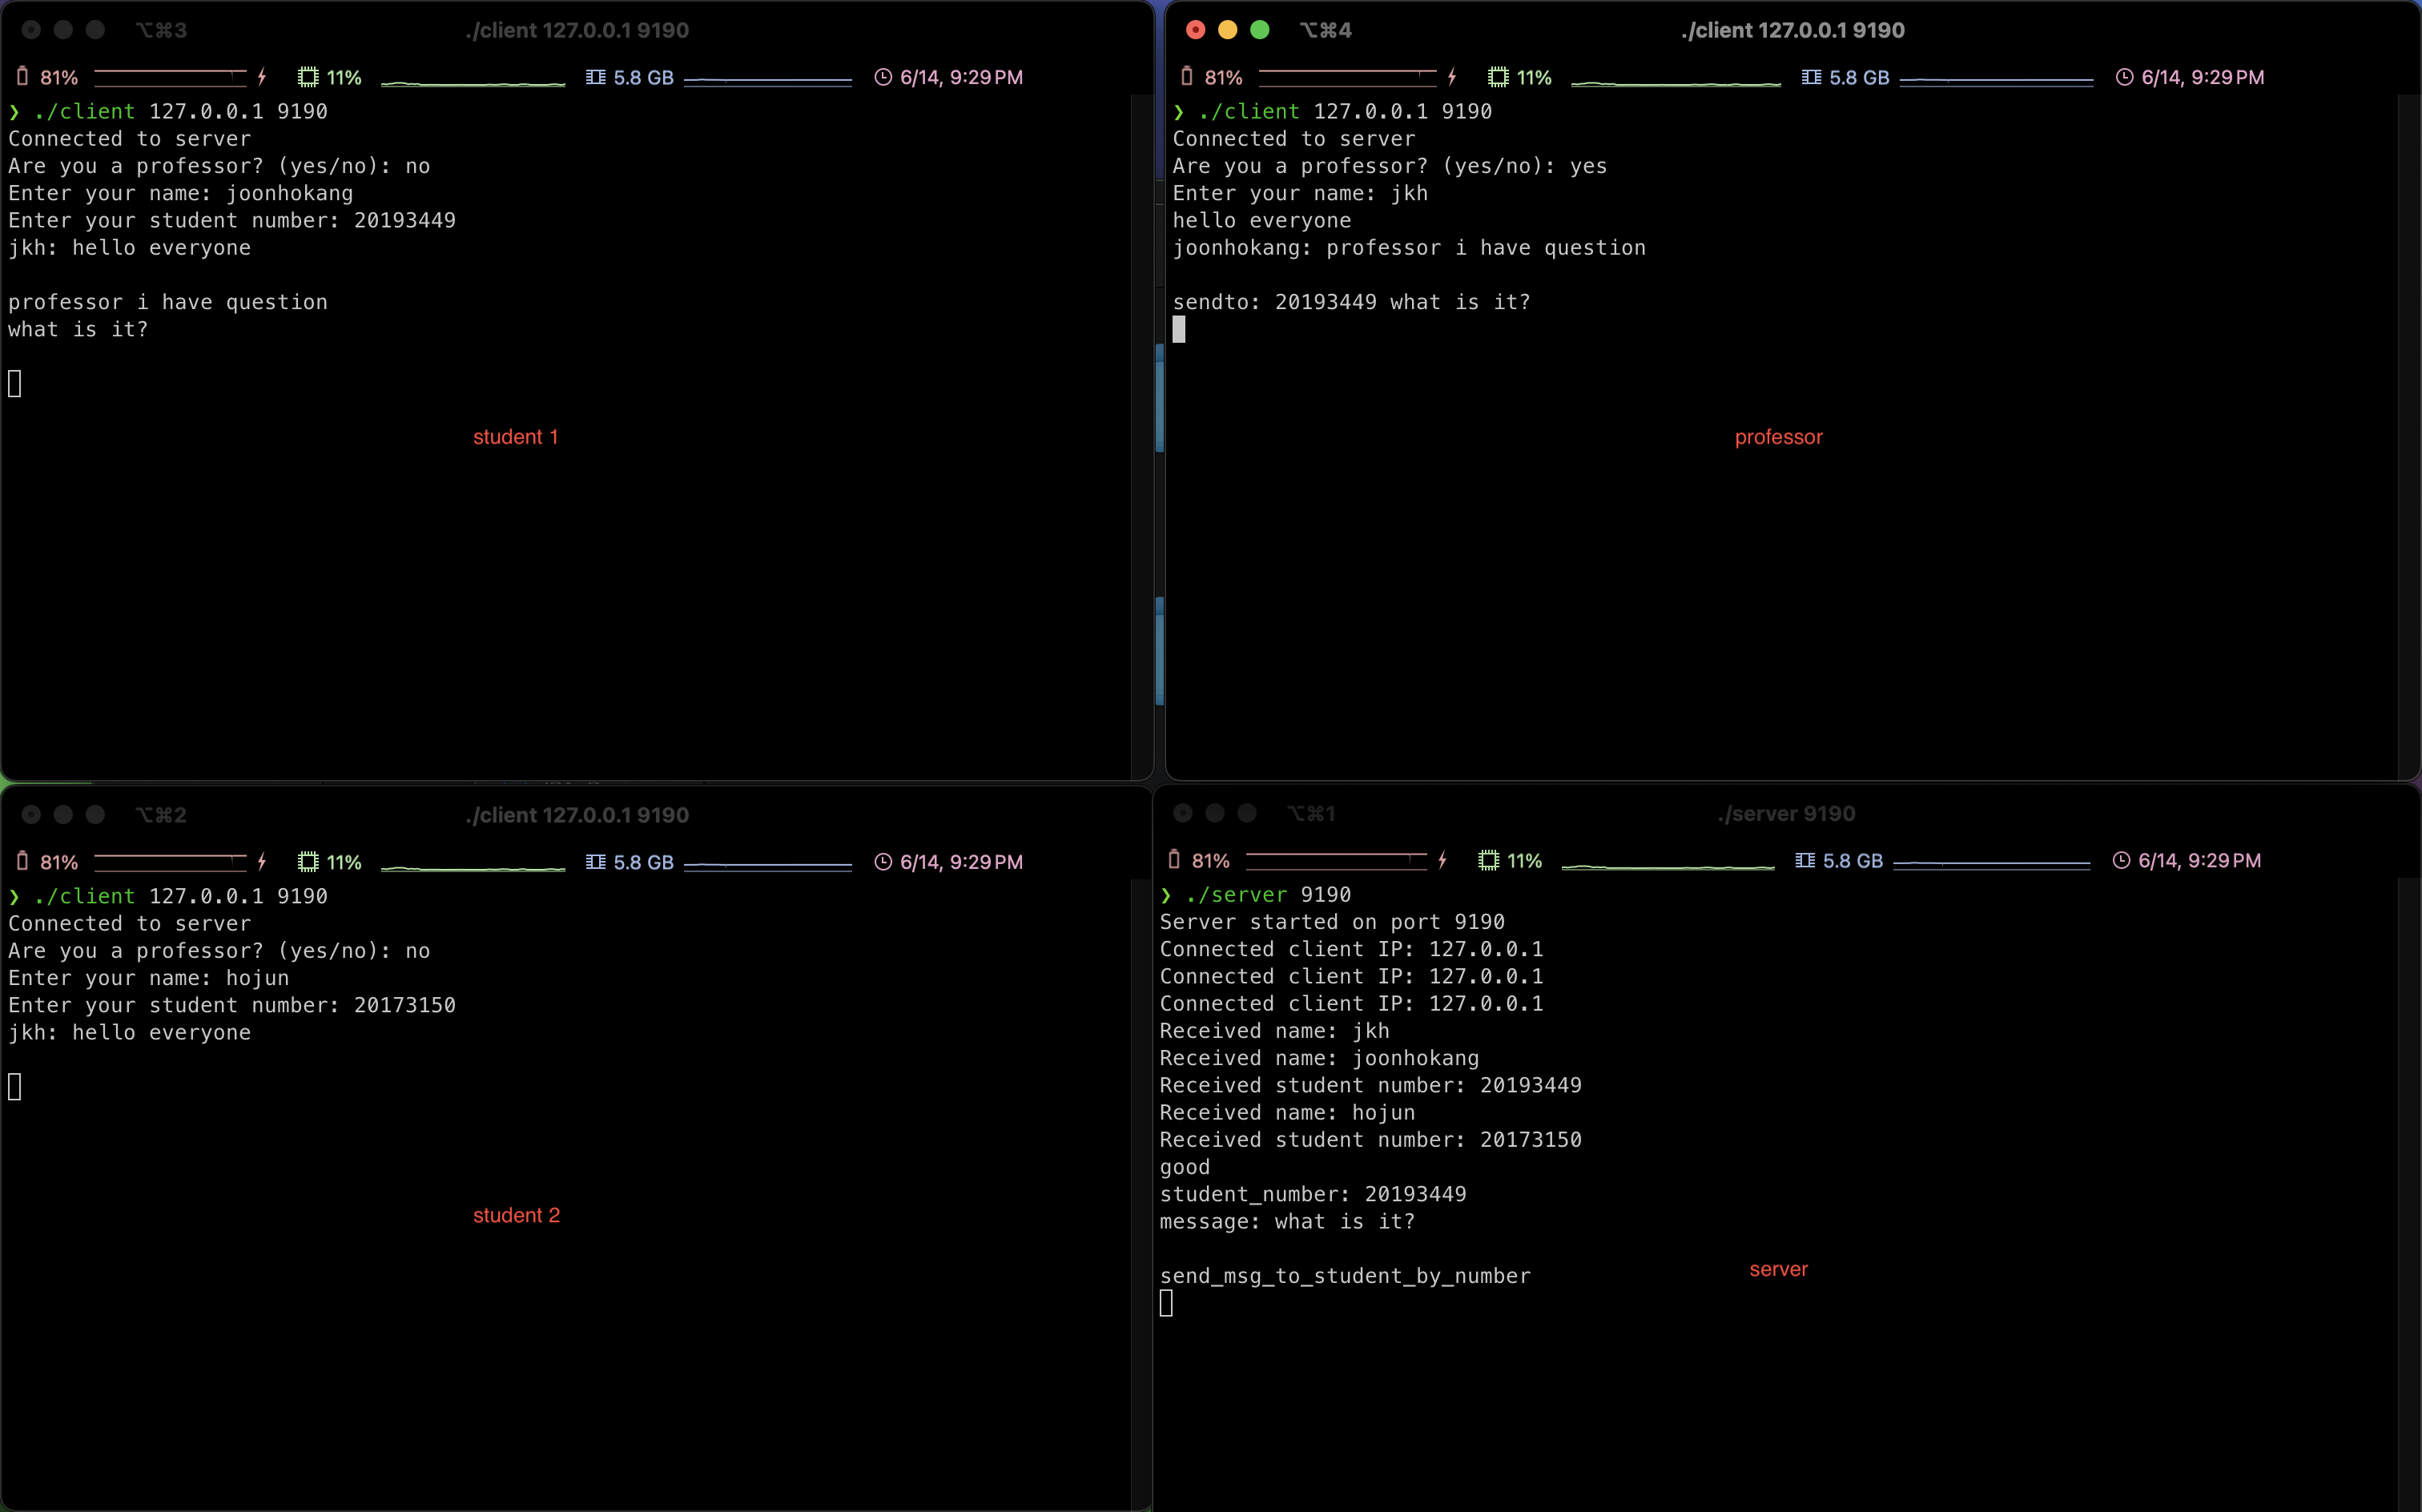 ⌥⌘3 ./client 127.0.0.1 9190
81% 11% 5.8 GB 6/14, 9:29 PM
❯ ./client 127.0.0.1 9190
Connected to server
Are you a professor? (yes/no): no
Enter your name: joonhokang
Enter your student number: 20193449
jkh: hello everyone
professor i have question
what is it?
student 1
⌥⌘4 ./client 127.0.0.1 9190
81% 11% 5.8 GB 6/14, 9:29 PM
❯ ./client 127.0.0.1 9190
Connected to server
Are you a professor? (yes/no): yes
Enter your name: jkh
hello everyone
joonhokang: professor i have question
sendto: 20193449 what is it?
professor
⌥⌘2 ./client 127.0.0.1 9190
81% 11% 5.8 GB 6/14, 9:29 PM
❯ ./client 127.0.0.1 9190
Connected to server
Are you a professor? (yes/no): no
Enter your name: hojun
Enter your student number: 20173150
jkh: hello everyone
student 2
⌥⌘1 ./server 9190
81% 11% 5.8 GB 6/14, 9:29 PM
❯ ./server 9190
Server started on port 9190
Connected client IP: 127.0.0.1
Connected client IP: 127.0.0.1
Connected client IP: 127.0.0.1
Received name: jkh
Received name: joonhokang
Received student number: 20193449
Received name: hojun
Received student number: 20173150
good
student_number: 20193449
message: what is it?
send_msg_to_student_by_number
server